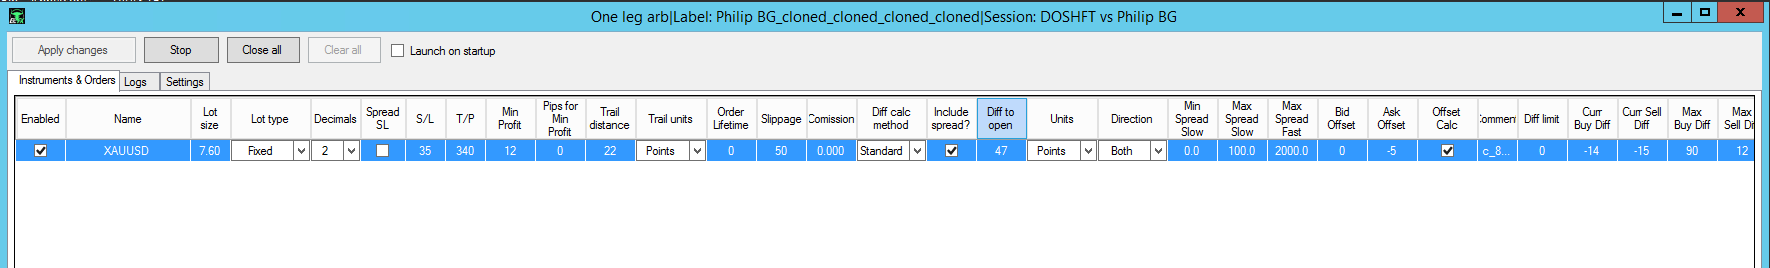 One leg arb|Label: Philip BG_cloned_cloned_cloned_cloned|Session: DOSHFT vs Philip BG
Apply changes Stop Close all Clear all Launch on startup
Instruments & Orders Logs Settings
Enabled Name Lot size Lot type Decimals Spread SL S/L T/P Min Profit Pips for Min Profit Trail distance Trail units Order Lifetime Slippage Comission Diff calc method Include spread? Diff to open Units Direction Min Spread Slow Max Spread Slow Max Spread Fast Bid Offset Ask Offset Offset Calc Commen Diff limit Curr Buy Diff Curr Sell Diff Max Buy Diff Max Sell Di
XAUUSD 7.60 Fixed 2 35 340 12 0 22 Points 0 50 0.000 Standard 47 Points Both 0.0 100.0 2000.0 0 -5 c_8... 0 -14 -15 90 12